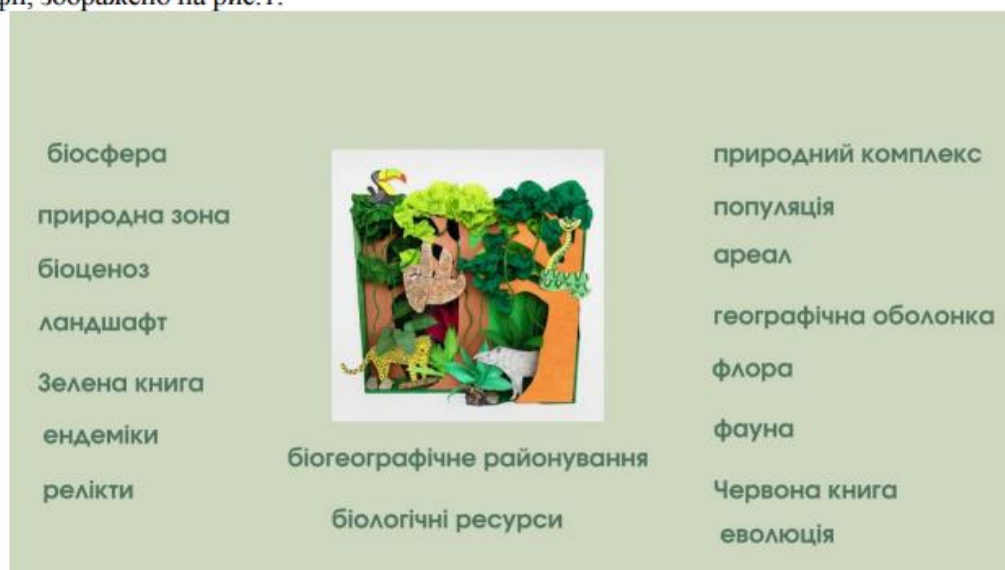 зображено на рис.1.
біосфера
природна зона
біоценоз
ландшафт
Зелена книга
ендеміки
релікти
біогеографічне районування
біологічні ресурси
природний комплекс
популяція
ареал
географічна оболонка
флора
фауна
Червона книга
еволюція